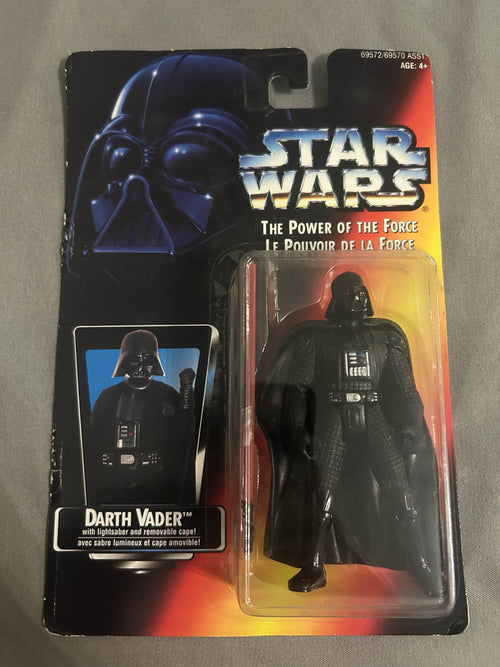 69572/69570 ASST.
AGE: 4+
STAR
WARS®
THE POWER OF THE FORCE
LE POUVOIR DE LA FORCE
DARTH VADER™
with lightsaber and removable cape!
avec sabre lumineux et cape amovible!